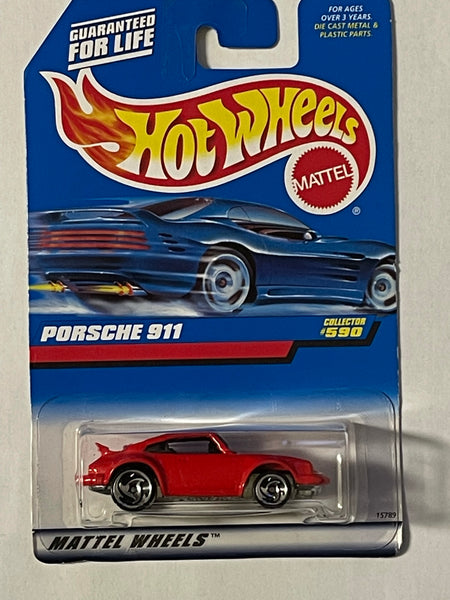 GUARANTEED
FOR LIFE
FOR AGES
OVER 3 YEARS.
DIE CAST METAL &
PLASTIC PARTS.
HOT WHEELS
MATTEL
®
PORSCHE 911
COLLECTOR
#590
15789
MATTEL WHEELS™